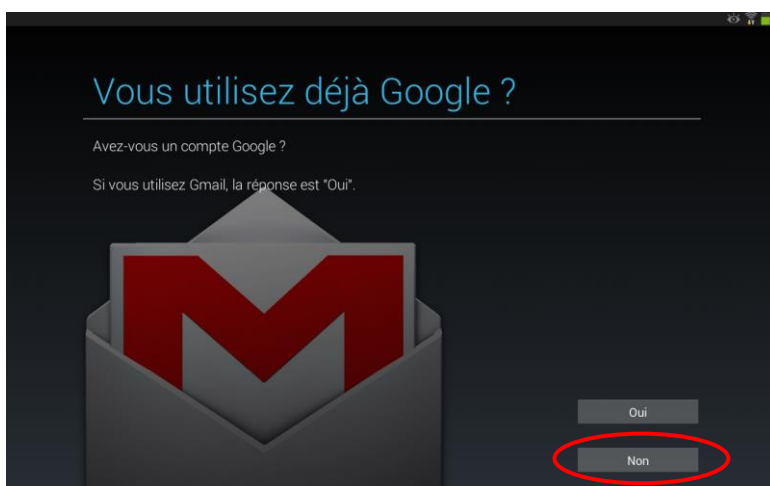 Vous utilisez déjà Google ?
Avez-vous un compte Google ?
Si vous utilisez Gmail, la réponse est "Oui".
Oui
Non